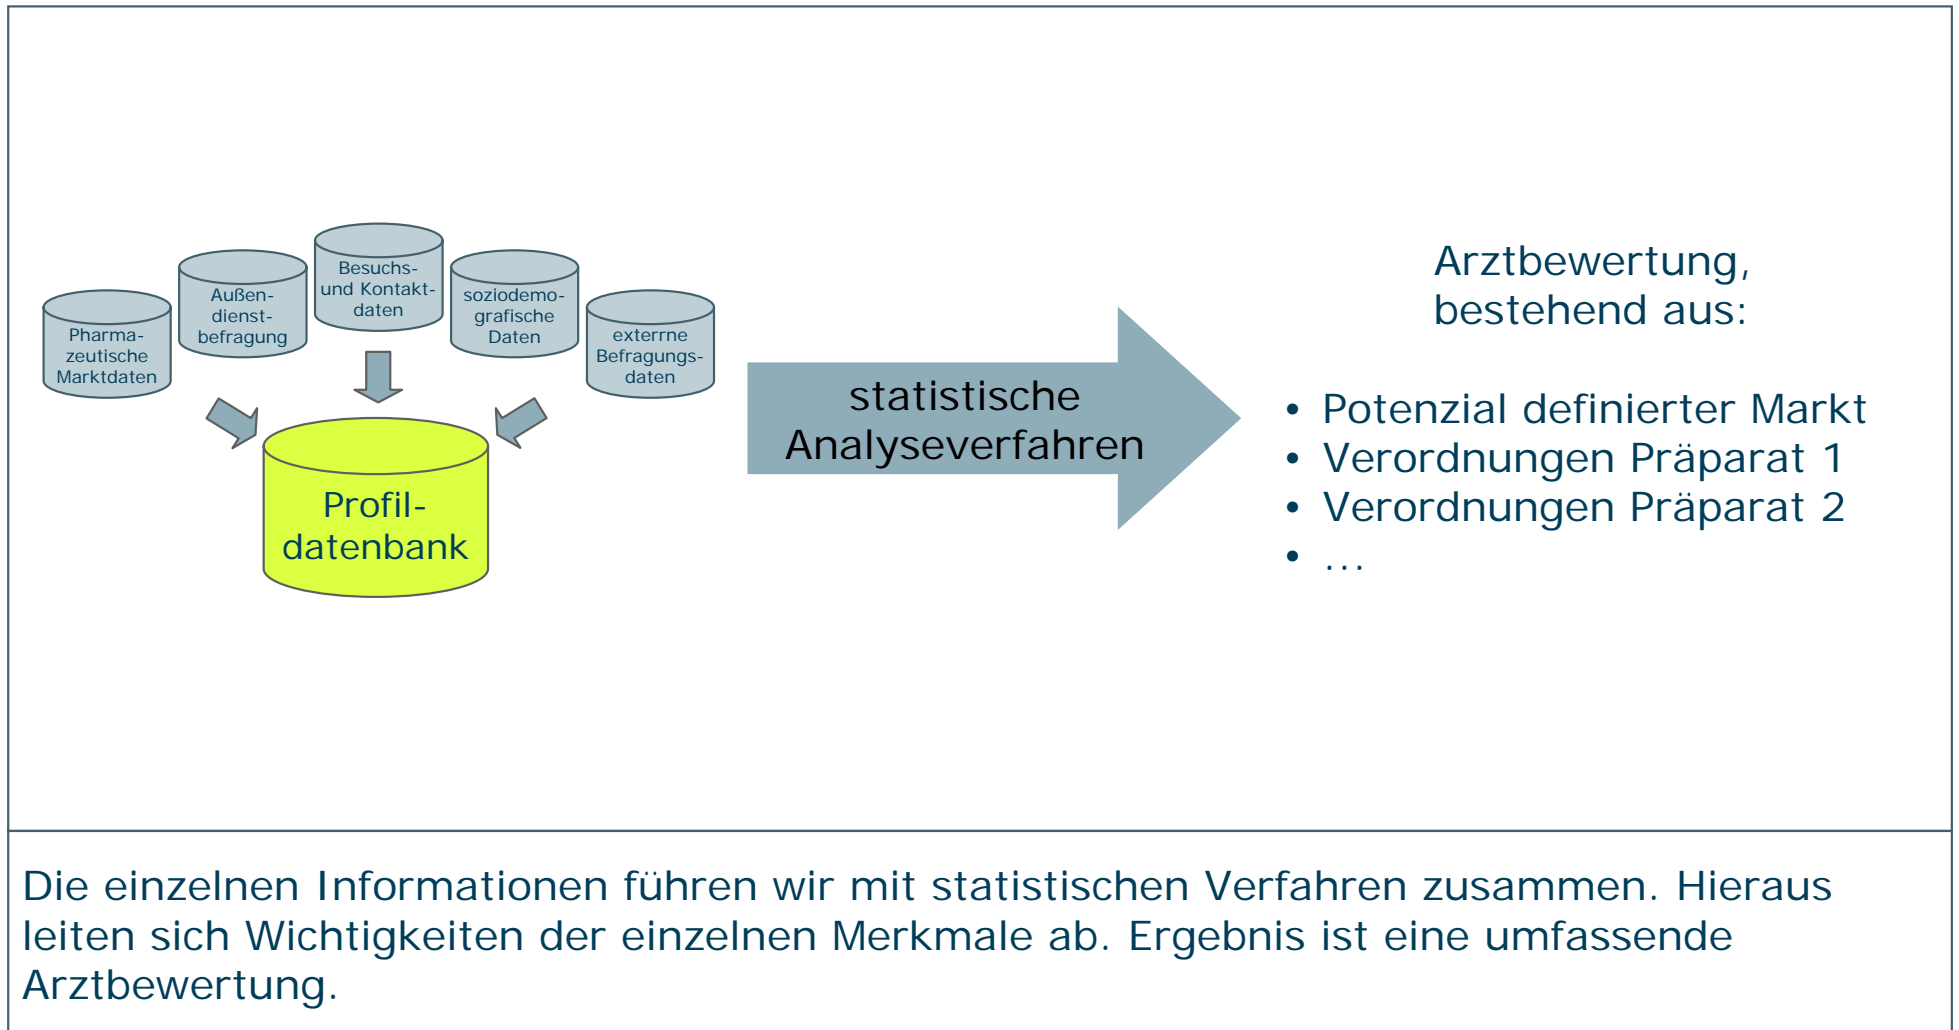 Pharma-
zeutische
Marktdaten
Außen-
dienst-
befragung
Besuchs-
und Kontakt-
daten
soziodemo-
grafische
Daten
exterrne
Befragungs-
daten
Profil-
datenbank
statistische
Analyseverfahren
Arztbewertung,
bestehend aus:
• Potenzial definierter Markt
• Verordnungen Präparat 1
• Verordnungen Präparat 2
• ...
Die einzelnen Informationen führen wir mit statistischen Verfahren zusammen. Hieraus
leiten sich Wichtigkeiten der einzelnen Merkmale ab. Ergebnis ist eine umfassende
Arztbewertung.